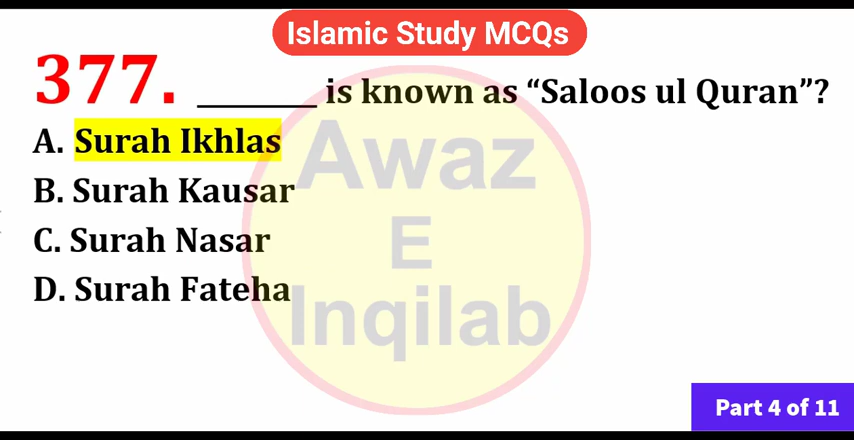 Islamic Study MCQs
377. ________ is known as “Saloos ul Quran”?
A. Surah Ikhlas
B. Surah Kausar
C. Surah Nasar
D. Surah Fateha
Awaz
E
Inqilab
Part 4 of 11